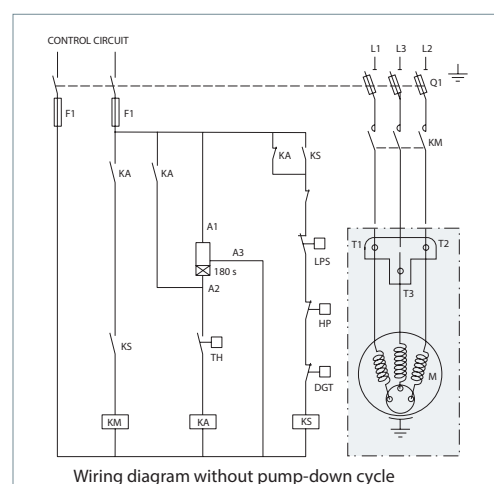 CONTROL CIRCUIT
L1 L3 L2
Q1
F1 F1
KM
KA KA KA KS
A1
A3
180 s
A2
LPS
T1 T2
T3
HP
KS
TH
DGT
M
KM KA KS
Wiring diagram without pump-down cycle